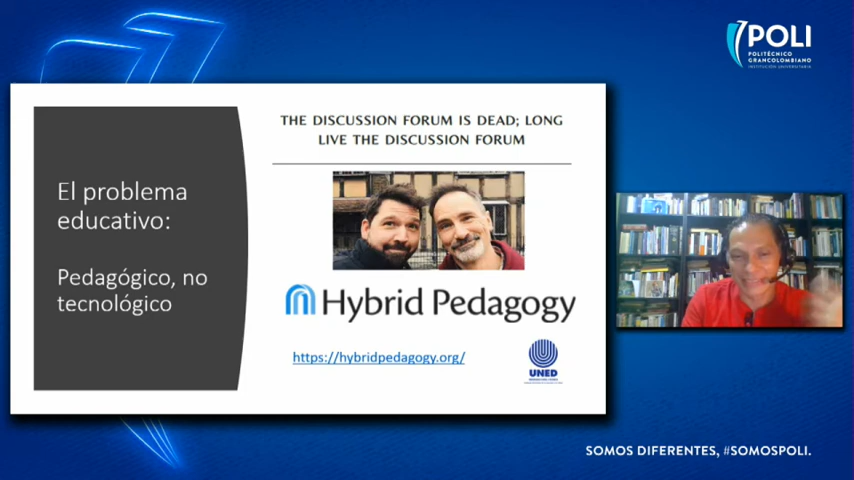 POLI
POLITÉCNICO
GRANCOLOMBIANO
INSTITUCIÓN UNIVERSITARIA
THE DISCUSSION FORUM IS DEAD; LONG
LIVE THE DISCUSSION FORUM
El problema
educativo:
Pedagógico, no
tecnológico
Hybrid Pedagogy
https://hybridpedagogy.org/
UNED
SOMOS DIFERENTES, #SOMOSPOLI.